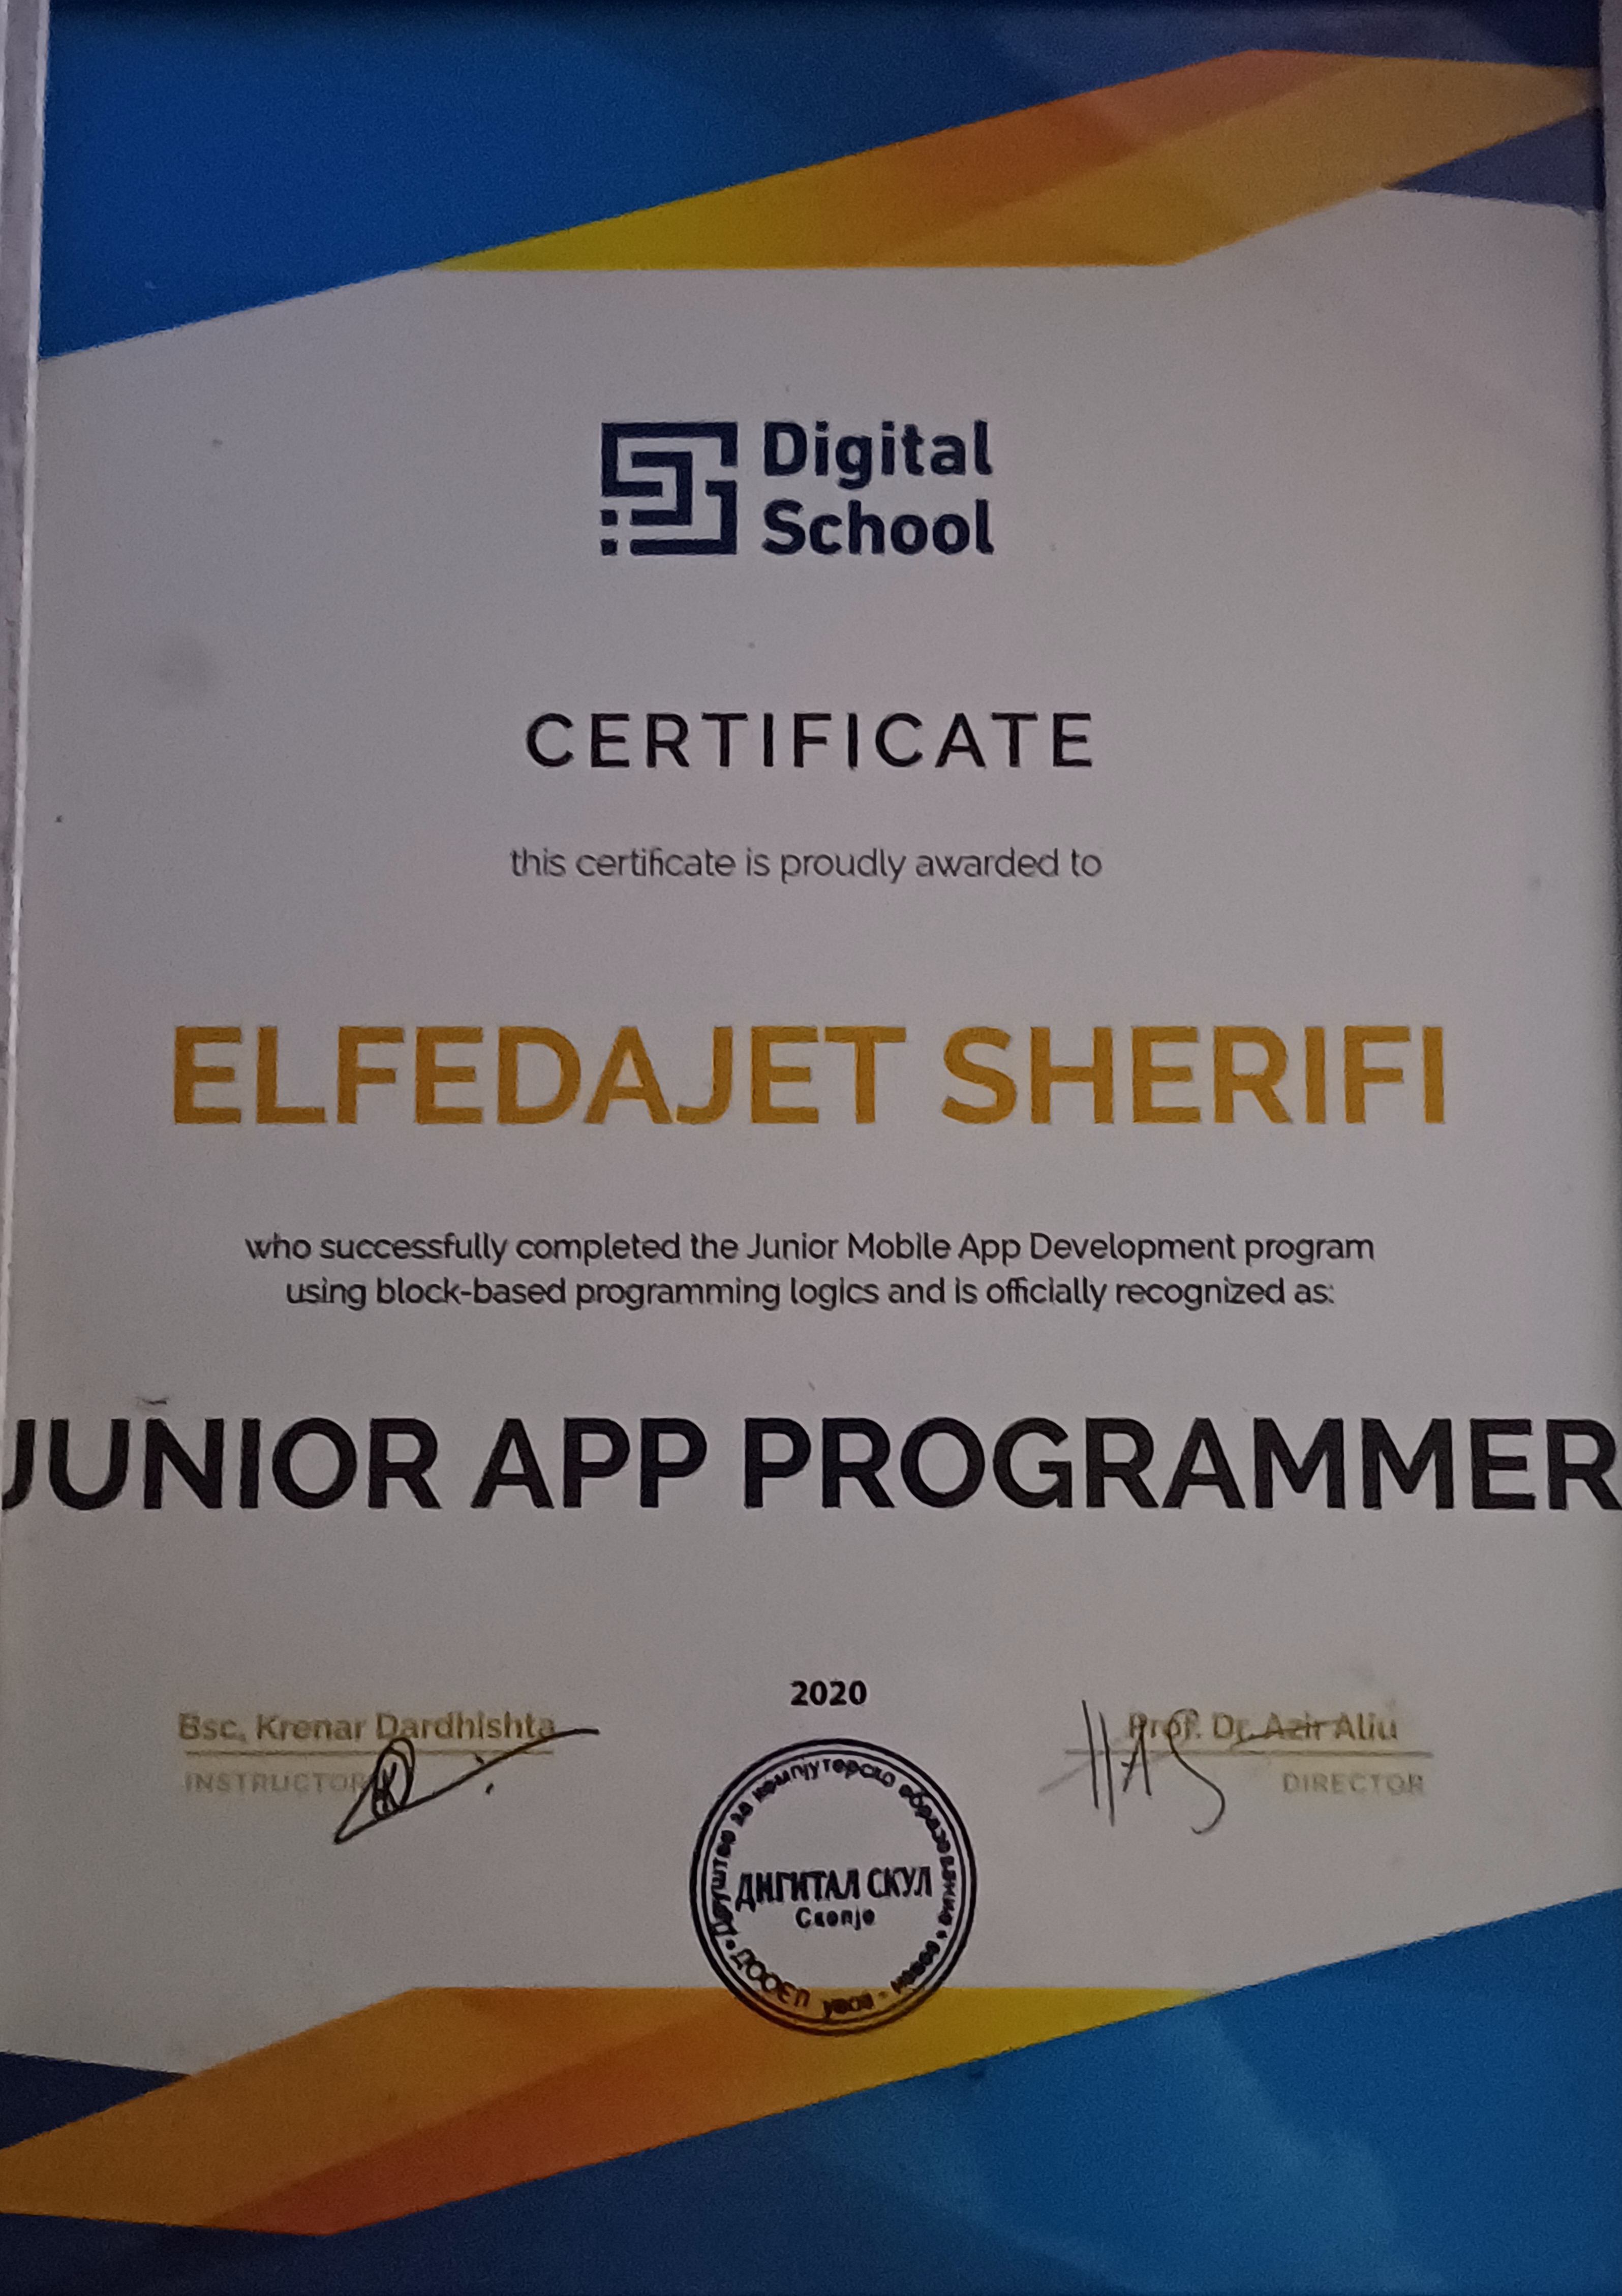 Digital
School
CERTIFICATE
this certificate is proudly awarded to
ELFEDAJET SHERIFI
who successfully completed the Junior Mobile App Development program
using block-based programming logics and is officially recognized as:
JUNIOR APP PROGRAMMER
2020
Bsc. Krenar Dardhishta
INSTRUCTOR
Prof. Dr. Azir Aliu
DIRECTOR
Друштво за компјутерско образование
ДИГИТАЛ СКУЛ
Скопје
ДООЕЛ увоз - извоз